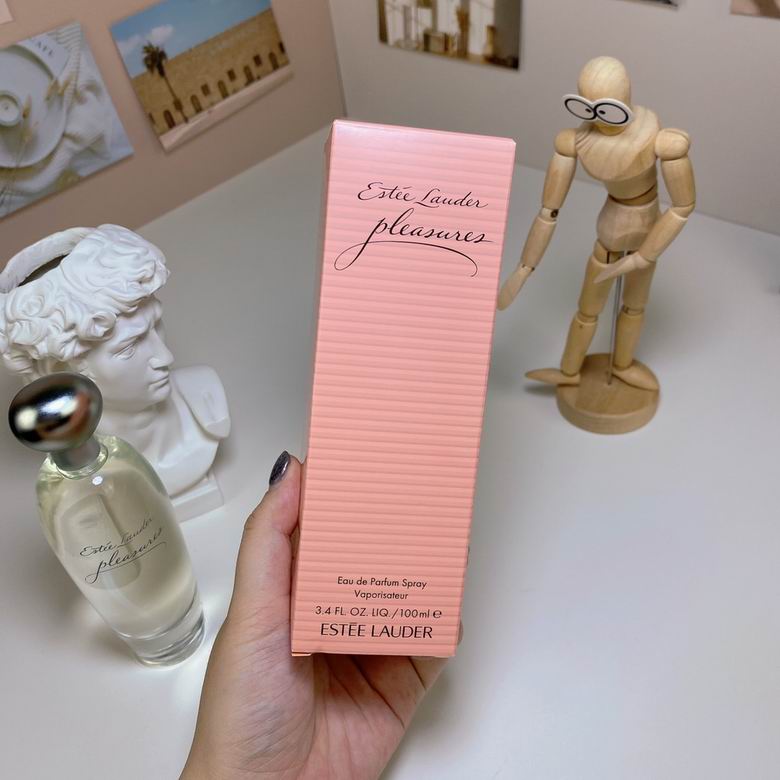 Estée Lauder
pleasures
Eau de Parfum Spray
Vaporisateur
3.4 FL. OZ. LIQ./100ml e
ESTĒE LAUDER
Estée Lauder
pleasures